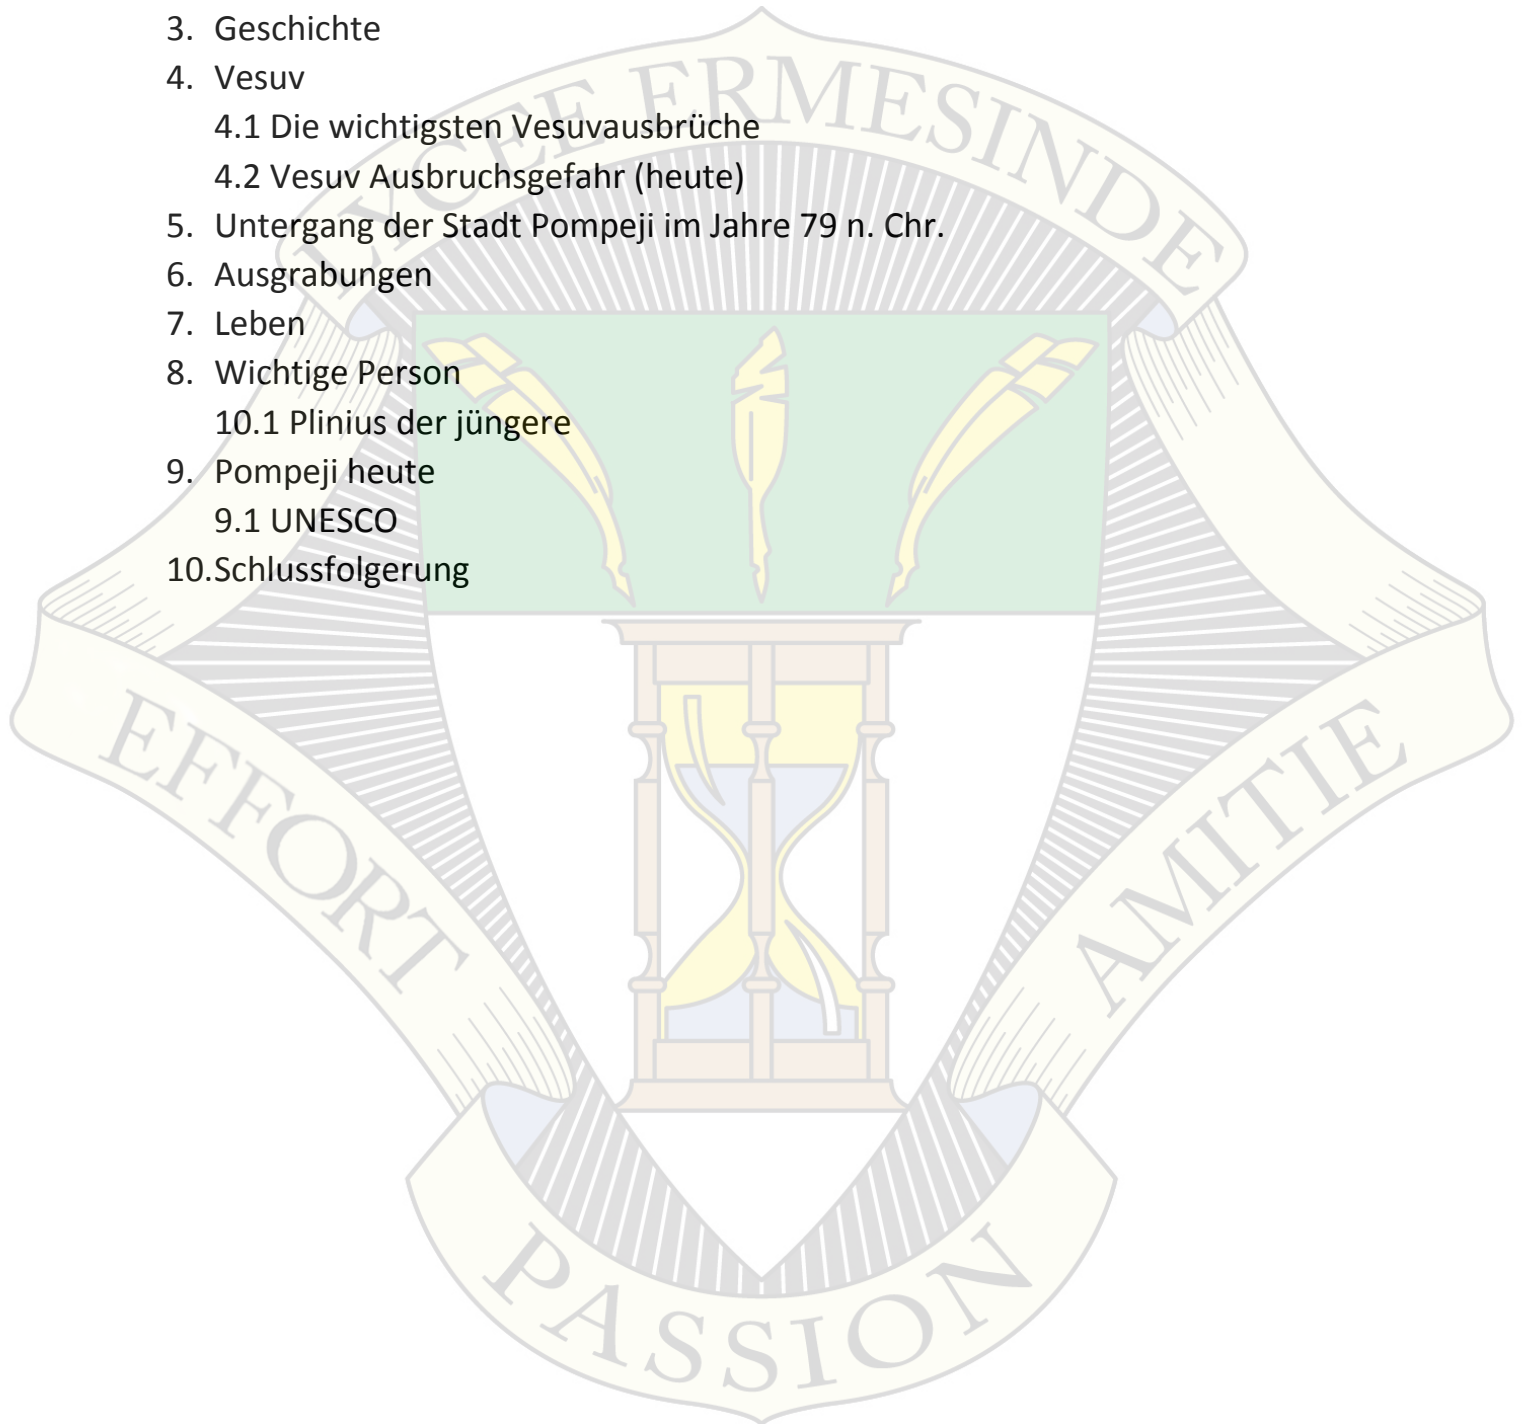 3. Geschichte
4. Vesuv
4.1 Die wichtigsten Vesuvausbrüche
4.2 Vesuv Ausbruchsgefahr (heute)
5. Untergang der Stadt Pompeji im Jahre 79 n. Chr.
6. Ausgrabungen
7. Leben
8. Wichtige Person
10.1 Plinius der jüngere
9. Pompeji heute
9.1 UNESCO
10.Schlussfolgerung
LYCEE ERMESINDE
EFFORT
AMITIE
PASSION